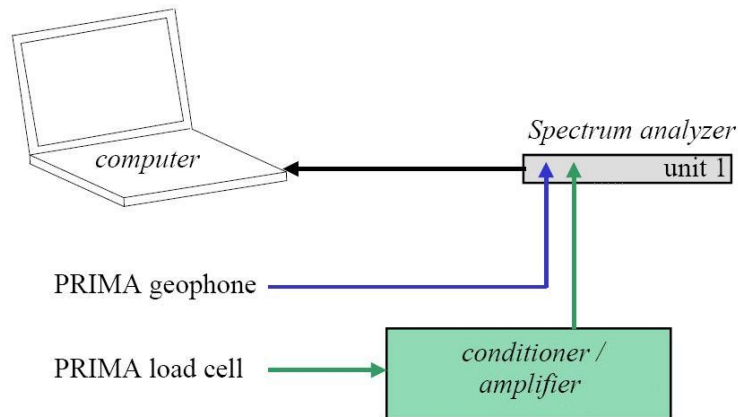 Spectrum analyzer
computer
unit 1
PRIMA geophone
PRIMA load cell
conditioner /
amplifier